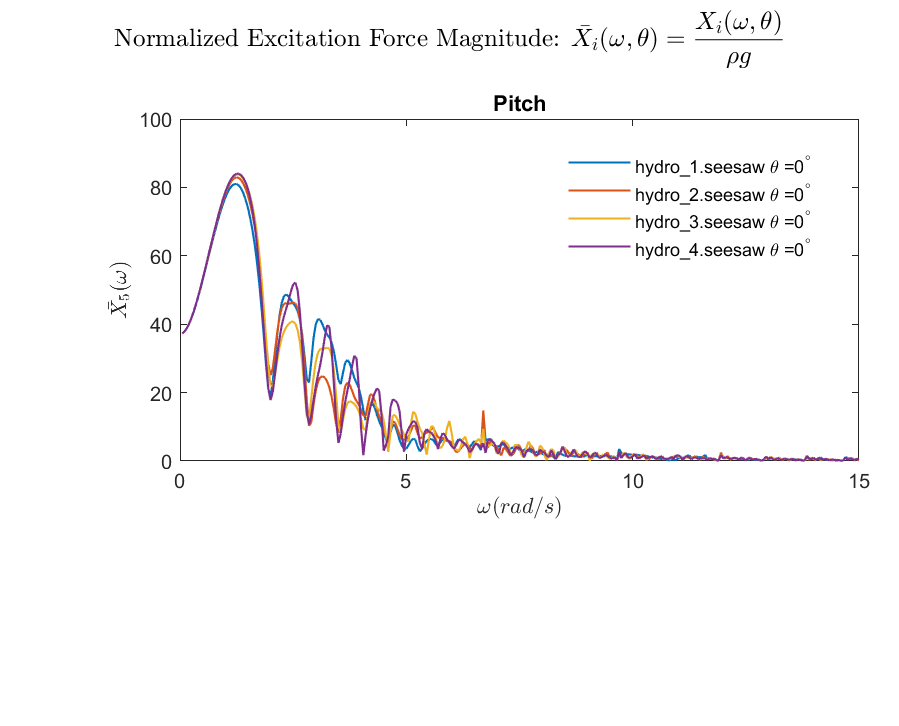 Normalized Excitation Force Magnitude: X̄ᵢ(ω, θ) = Xᵢ(ω, θ) / ρg
Pitch
100
80
60
40
20
0
X̄₅(ω)
hydro_1.seesaw θ =0°
hydro_2.seesaw θ =0°
hydro_3.seesaw θ =0°
hydro_4.seesaw θ =0°
0 5 10 15
ω(rad/s)